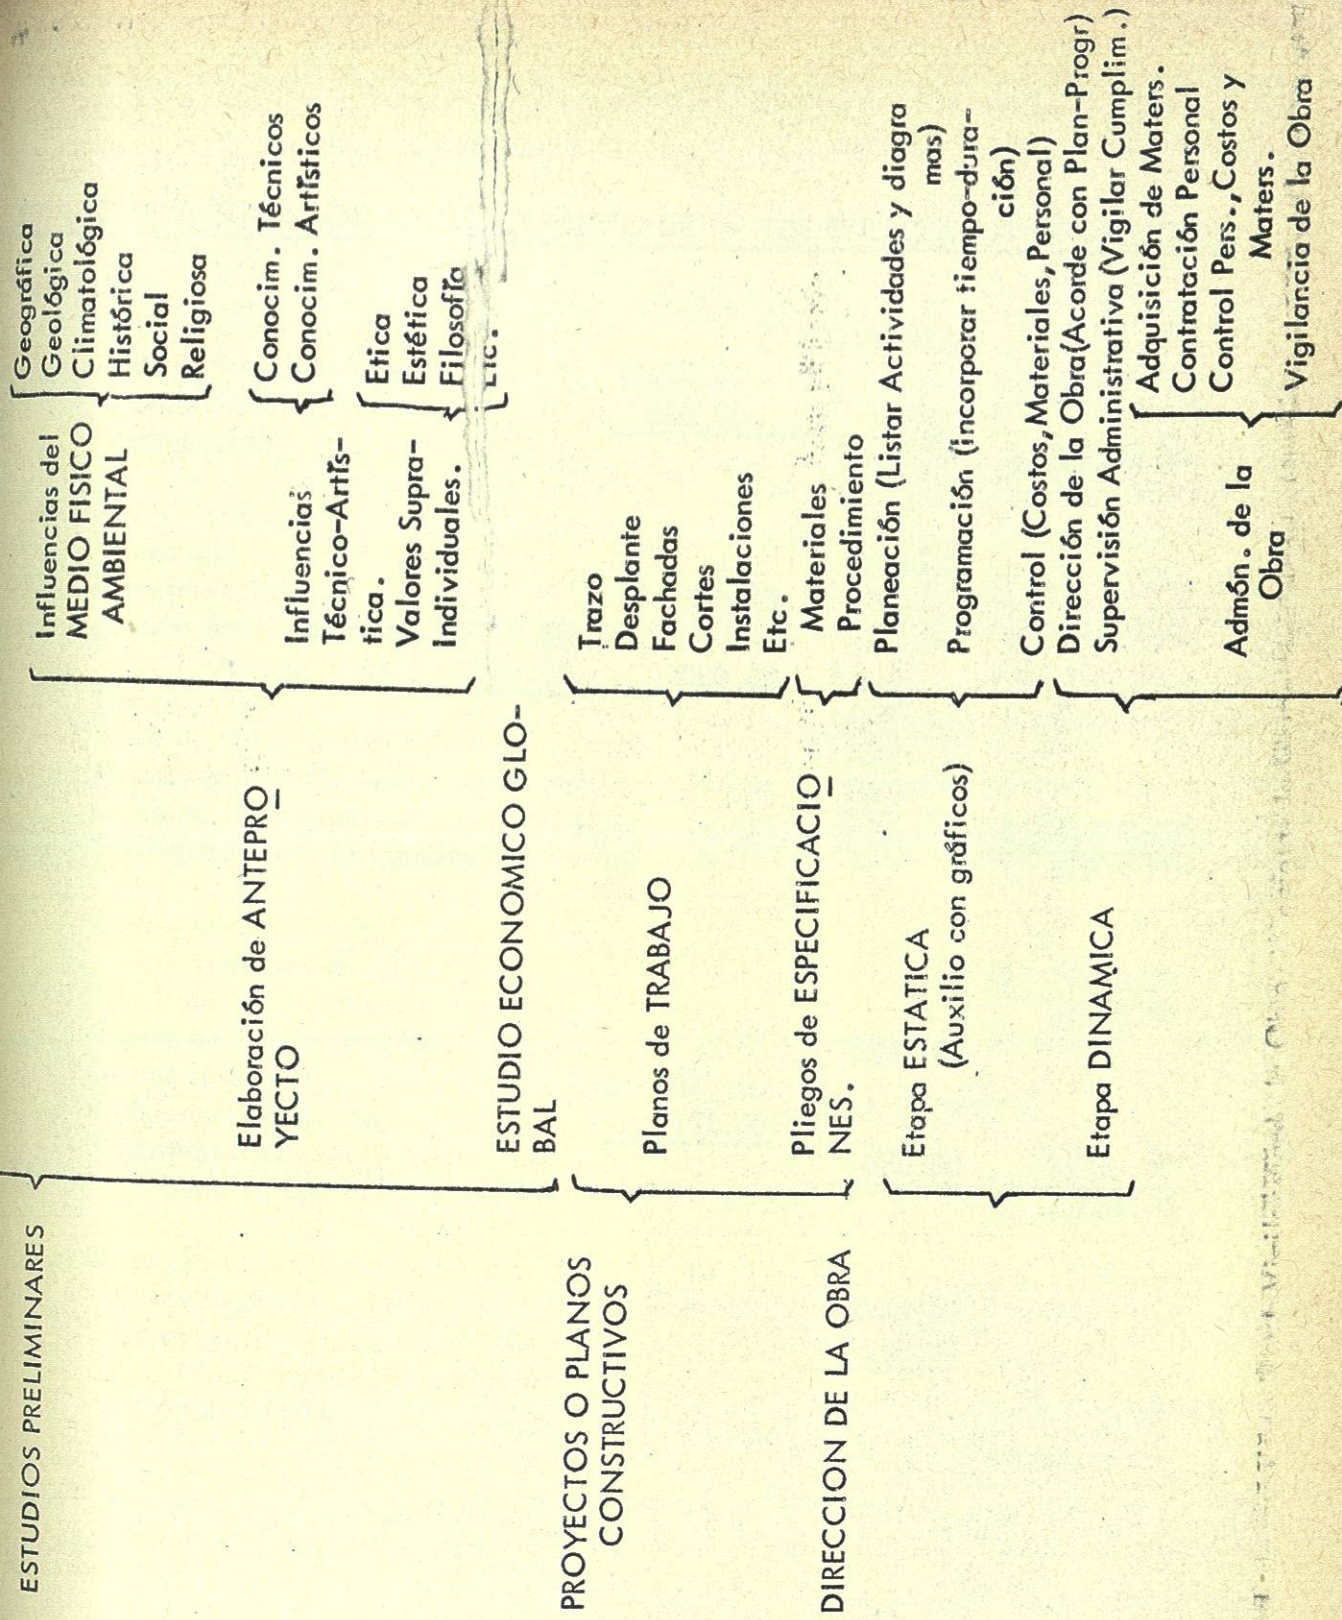 ESTUDIOS PRELIMINARES
Elaboración de ANTEPRO
YECTO
Influencias del
MEDIO FISICO
AMBIENTAL
Geográfica
Geológica
Climatológica
Histórica
Social
Religiosa
Influencias
Técnico-Artís-
tica.
Conocim. Técnicos
Conocim. Artísticos
Valores Supra-
Individuales.
Etica
Estética
Filosofía
Etc.
ESTUDIO ECONOMICO GLO-
BAL
PROYECTOS O PLANOS
CONSTRUCTIVOS
Planos de TRABAJO
Trazo
Desplante
Fachadas
Cortes
Instalaciones
Etc.
Pliegos de ESPECIFICACIO
NES.
Materiales
Procedimiento
DIRECCION DE LA OBRA
Etapa ESTATICA
(Auxilio con gráficos)
Planeación (Listar Actividades y diagra
mas)
Programación (incorporar tiempo-dura-
ción)
Control (Costos,Materiales,Personal)
Etapa DINAMICA
Dirección de la Obra(Acorde con Plan-Progr)
Supervisión Administrativa (Vigilar Cumplim.)
Admón. de la
Obra
Adquisición de Maters.
Contratación Personal
Control Pers.,Costos y
Maters.
Vigilancia de la Obra